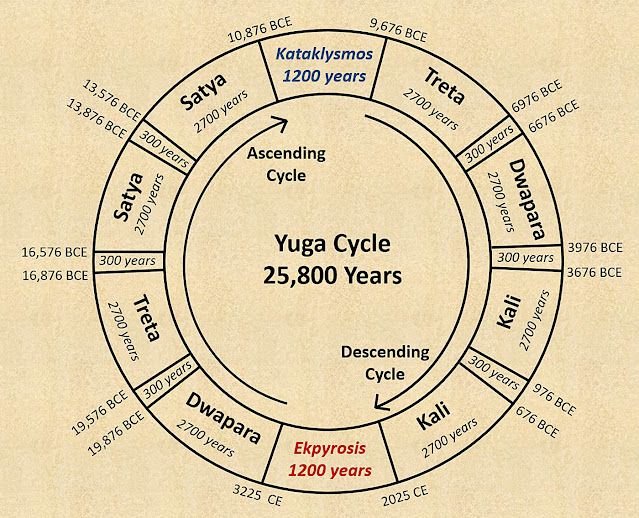 10,876 BCE
9,676 BCE
Kataklysmos
1200 years
Treta
2700 years
6976 BCE
6676 BCE
300 years
Dwapara
2700 years
3976 BCE
3676 BCE
300 years
Kali
2700 years
976 BCE
676 BCE
300 years
Kali
2700 years
2025 CE
Ekpyrosis
1200 years
3225 CE
Dwapara
2700 years
19,876 BCE
19,576 BCE
300 years
Treta
2700 years
16,876 BCE
16,576 BCE
300 years
Satya
2700 years
13,876 BCE
13,576 BCE
300 years
Satya
2700 years
Ascending
Cycle
Yuga Cycle
25,800 Years
Descending
Cycle